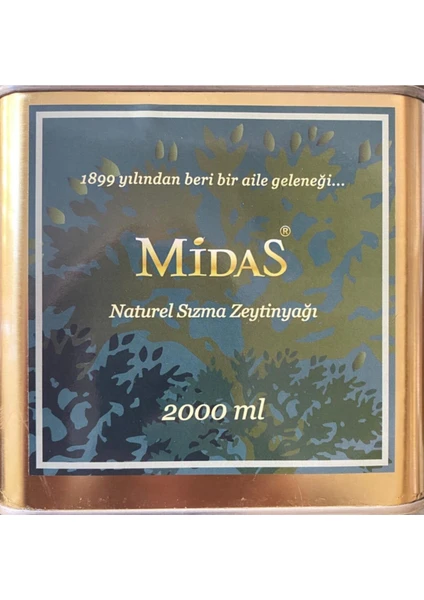 1899 yılından beri bir aile geleneği...
MİDAS®
Naturel Sızma Zeytinyağı
2000 ml